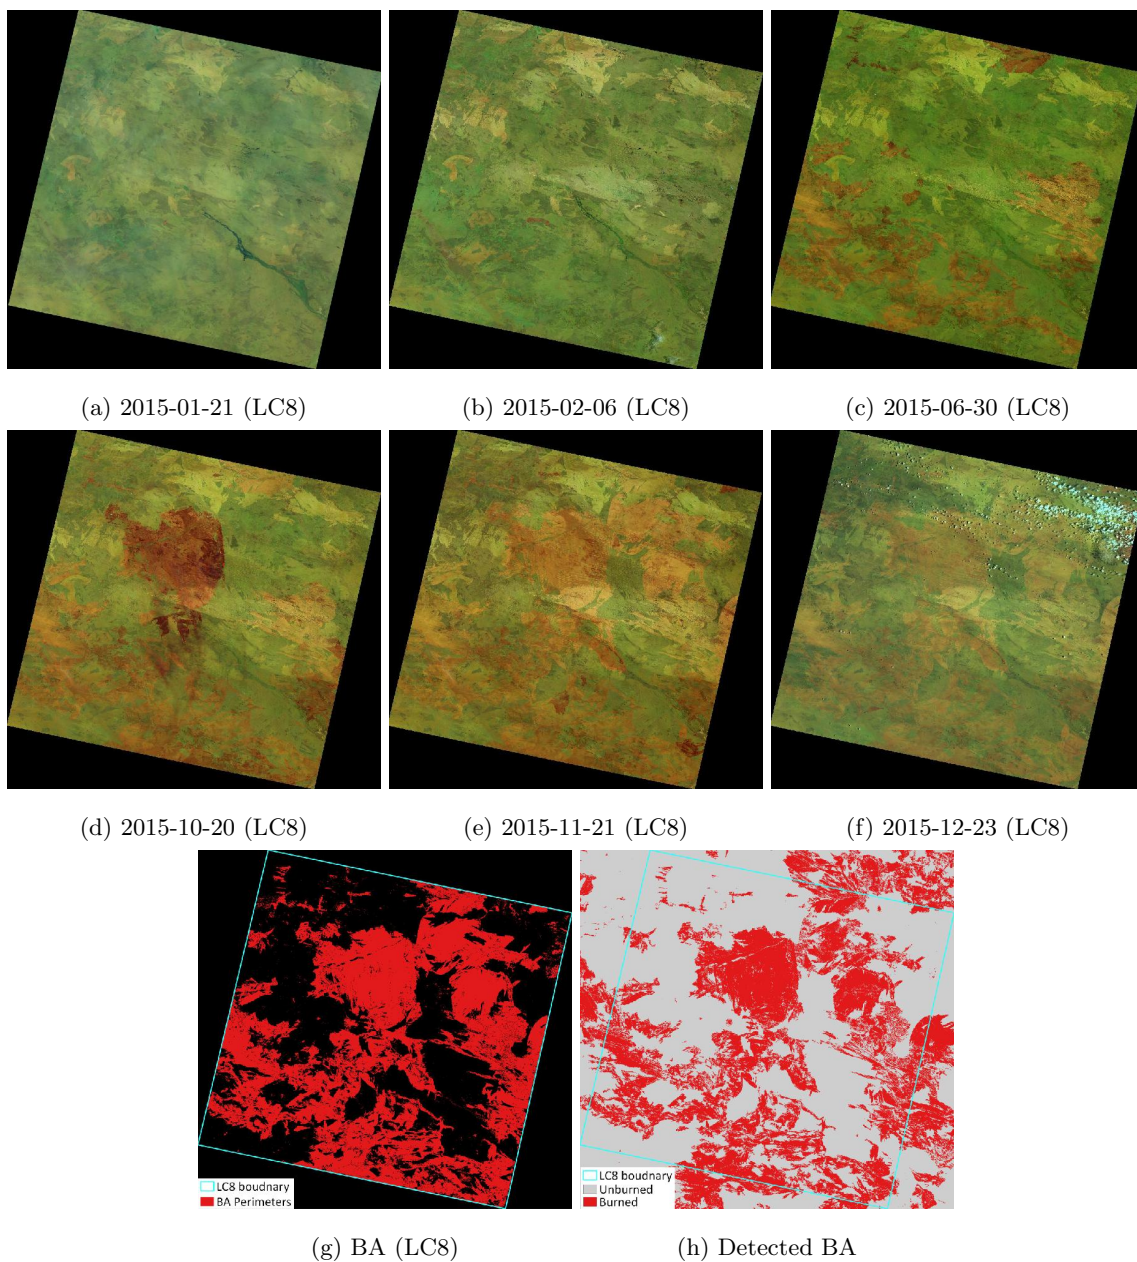 (a) 2015-01-21 (LC8)
(b) 2015-02-06 (LC8)
(c) 2015-06-30 (LC8)
(d) 2015-10-20 (LC8)
(e) 2015-11-21 (LC8)
(f) 2015-12-23 (LC8)
LC8 boudnary
BA Perimeters
LC8 boudnary
Unburned
Burned
(g) BA (LC8)
(h) Detected BA